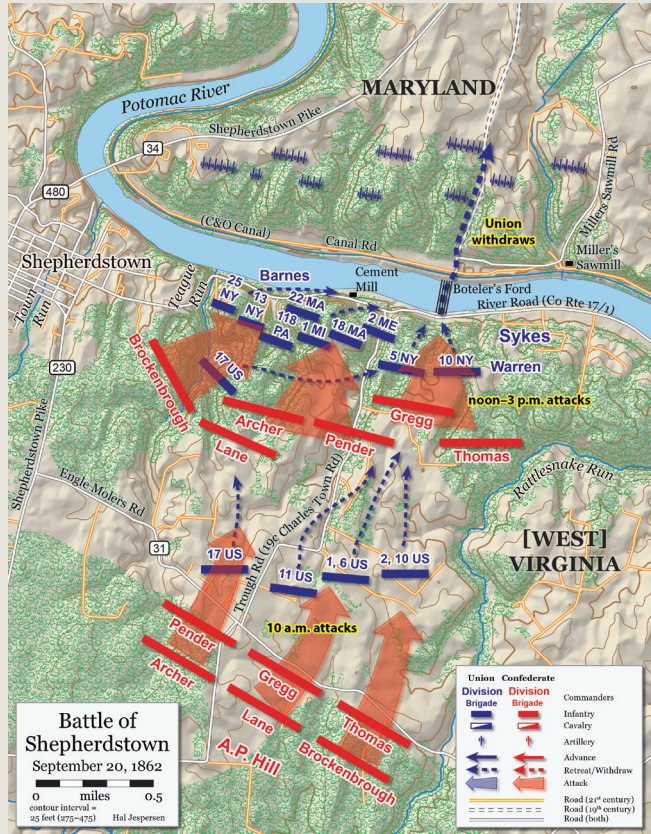 MARYLAND
Potomac River
Shepherdstown Pike
34
480
(C&O Canal)
Canal Rd
Millers Sawmill Rd
Union
withdraws
Miller's
Sawmill
Shepherdstown
Town
Run
Teague
Run
Barnes
Cement
Mill
Boteler's Ford
River Road (Co Rte 17/1)
25
NY
13
NY
22 MA
118
PA
1 MI
18 MA
2 ME
Sykes
5 NY
10 NY
Warren
17 US
230
Brockenbrough
noon–3 p.m. attacks
Archer
Lane
Pender
Gregg
Thomas
Shepherdstown Pike
Engle Molers Rd
Rattlesnake Run
31
Trough Rd (19c Charles Town Rd)
[WEST]
VIRGINIA
17 US
11 US
1, 6 US
2, 10 US
10 a.m. attacks
Pender
Archer
Gregg
Lane
Thomas
Brockenbrough
A.P. Hill
Battle of
Shepherdstown
September 20, 1862
0 miles 0.5
contour interval =
25 feet (275–475)
Hal Jespersen
Union Confederate
Division Division Commanders
Brigade Brigade
Infantry
Cavalry
Artillery
Advance
Retreat/Withdraw
Attack
Road (21st century)
Road (19th century)
Road (both)